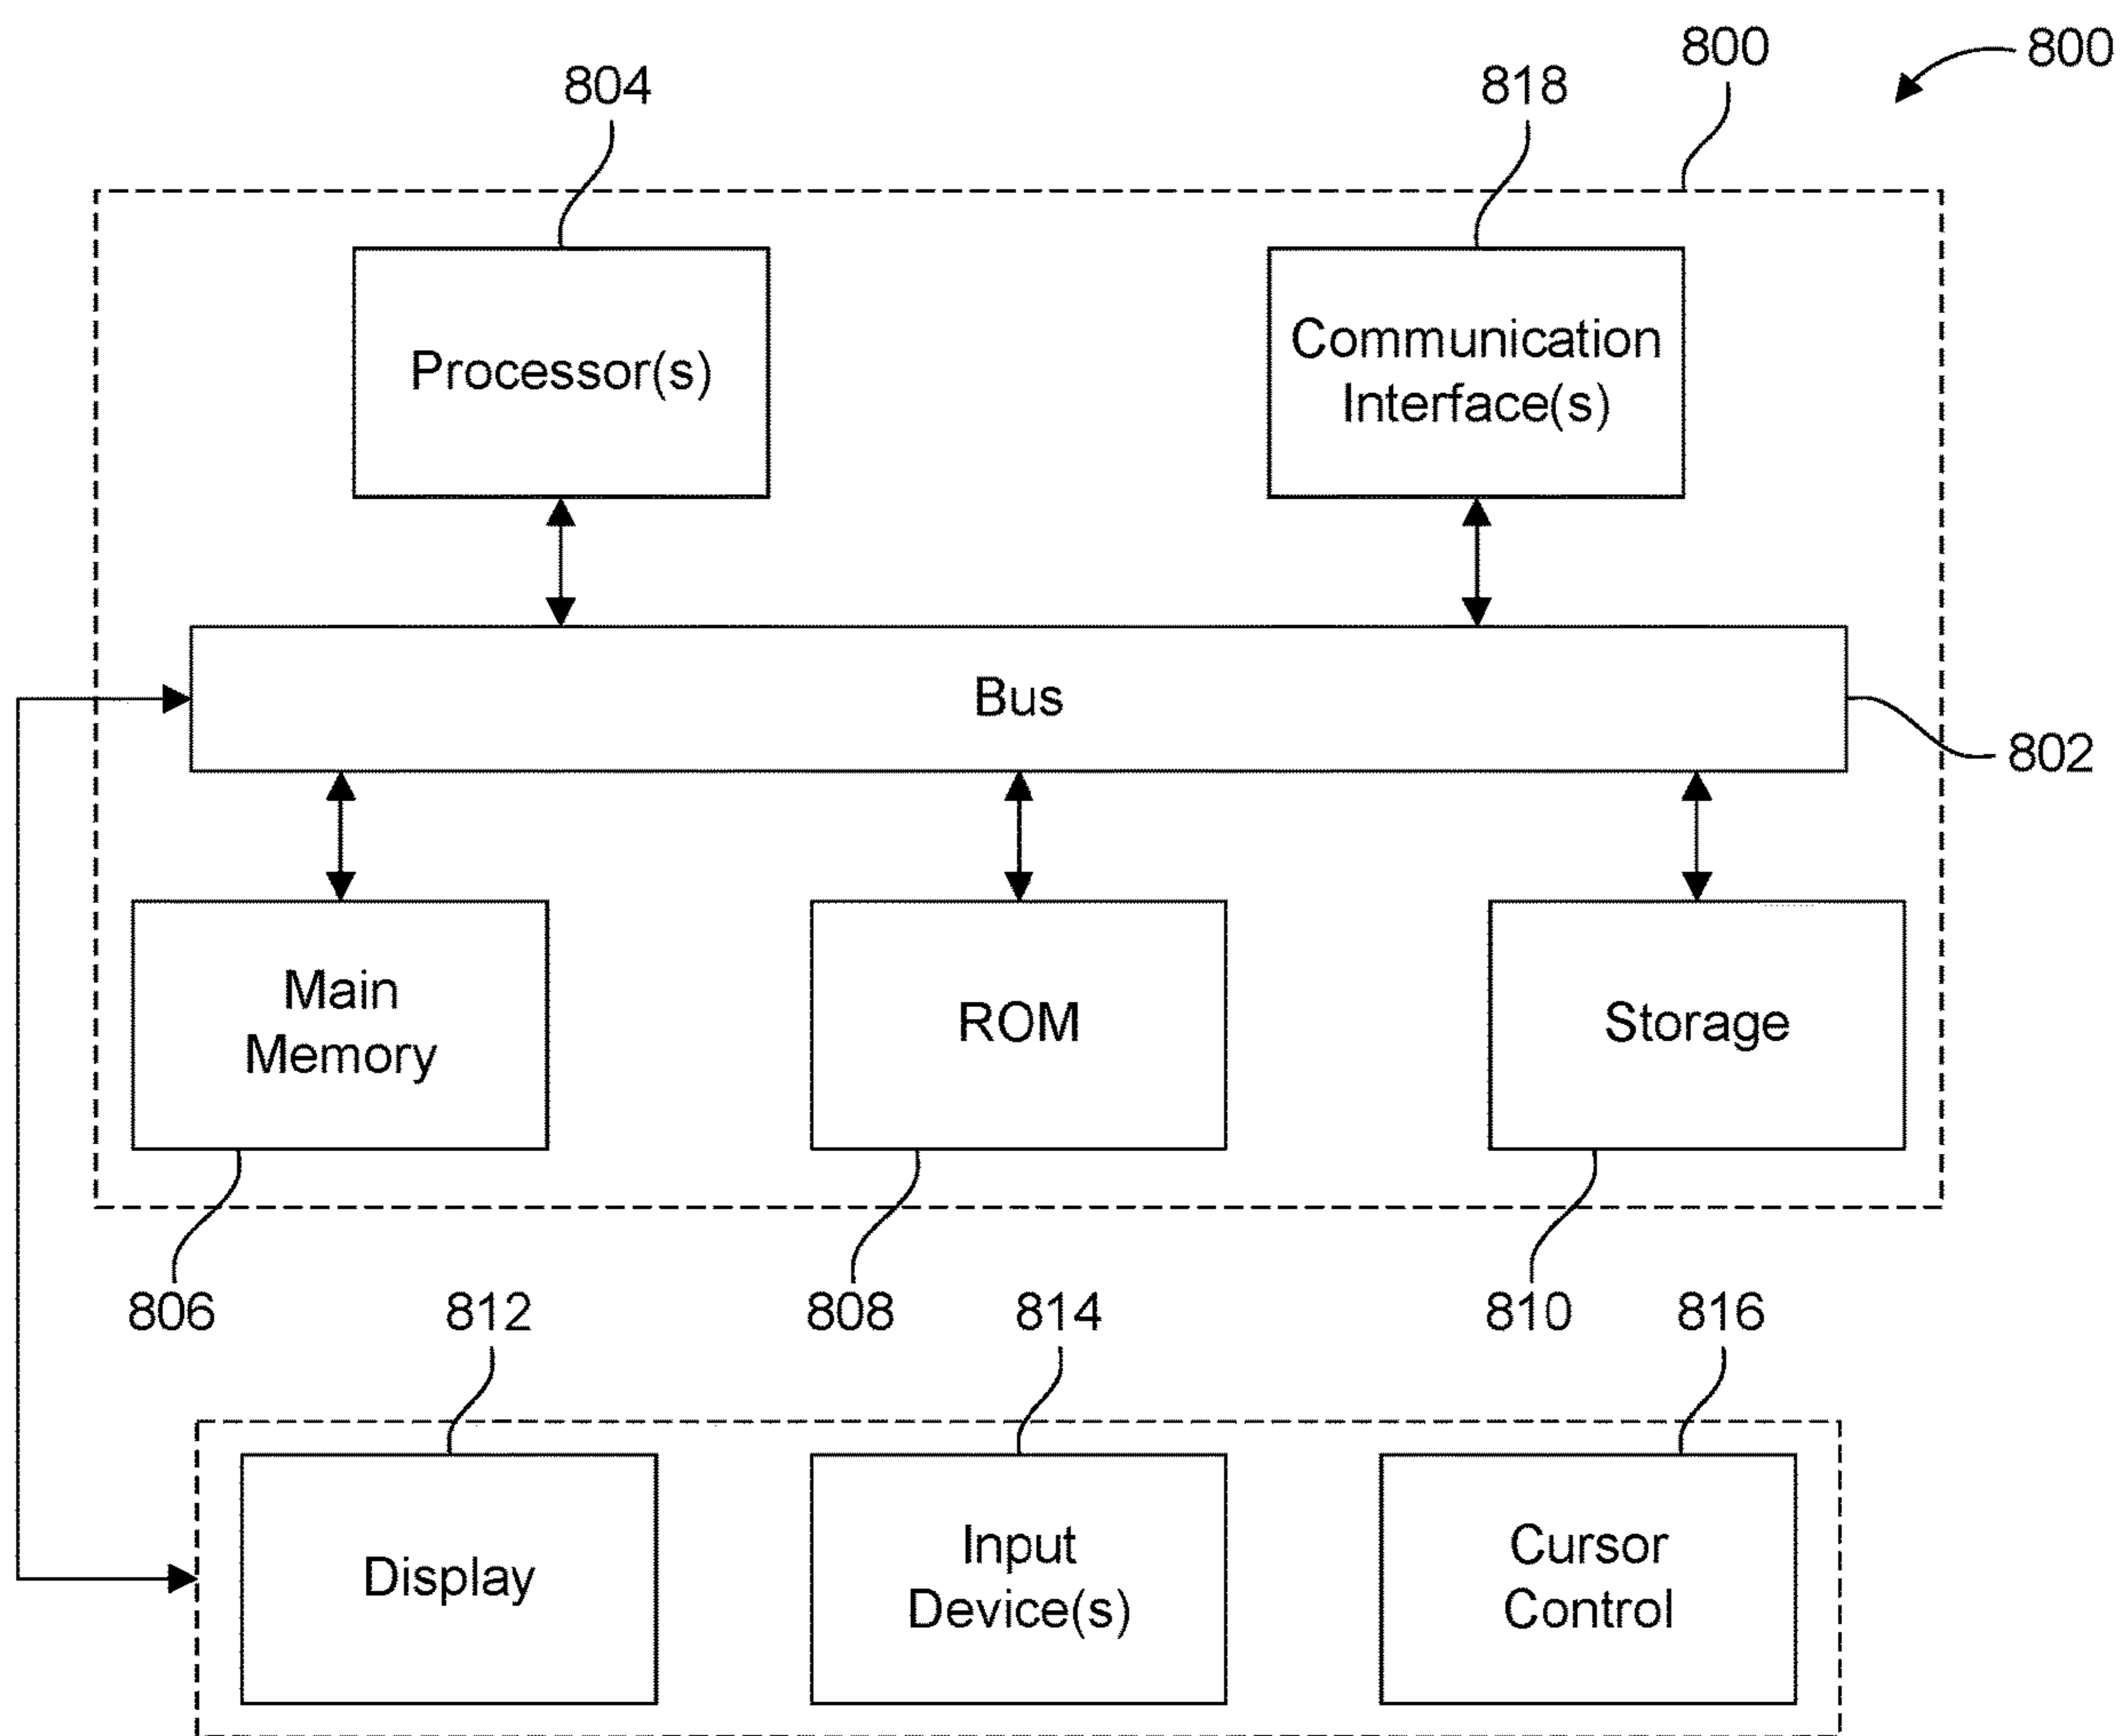 800
800
804
818
Processor(s)
Communication
Interface(s)
Bus
802
Main
Memory
ROM
Storage
806
812
808
814
810
816
Display
Input
Device(s)
Cursor
Control